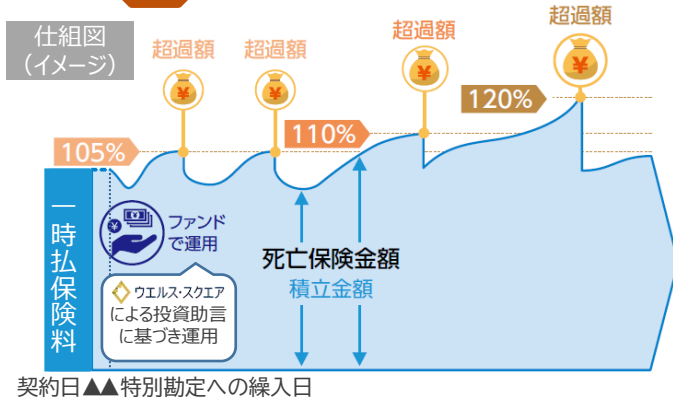 仕組図
（イメージ）
超過額
超過額
超過額
超過額
¥
¥
¥
¥
105%
110%
120%
一時払保険料
¥
¥
ファンド
で運用
ウエルス・スクエア
による投資助言
に基づき運用
死亡保険金額
積立金額
契約日▲▲特別勘定への繰入日